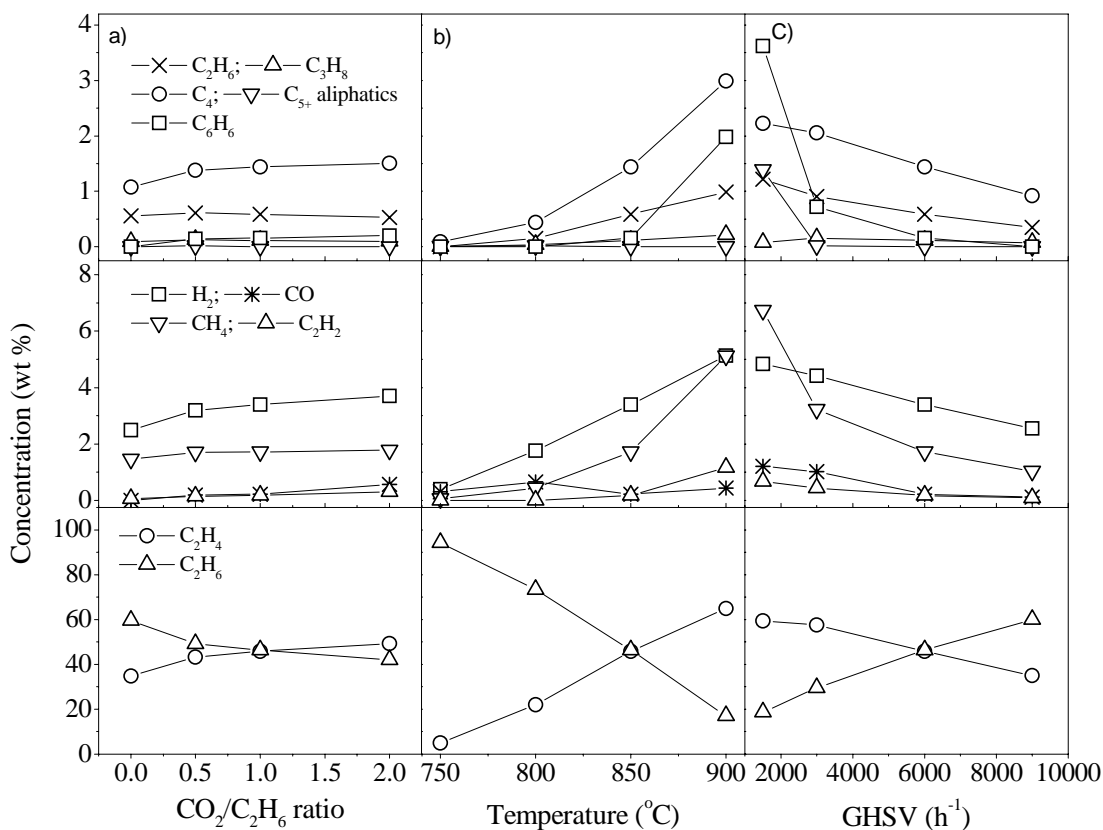 a)
b)
C)
C₂H₆; C₃H₈
C₄; C₅₊ aliphatics
C₆H₆
4
3
2
1
0
H₂; CO
CH₄; C₂H₂
8
6
4
2
0
C₂H₄
C₂H₆
100
80
60
40
20
0
Concentration (wt %)
0.0 0.5 1.0 1.5 2.0
750 800 850 900
2000 4000 6000 8000 10000
CO₂/C₂H₆ ratio
Temperature (°C)
GHSV (h⁻¹)